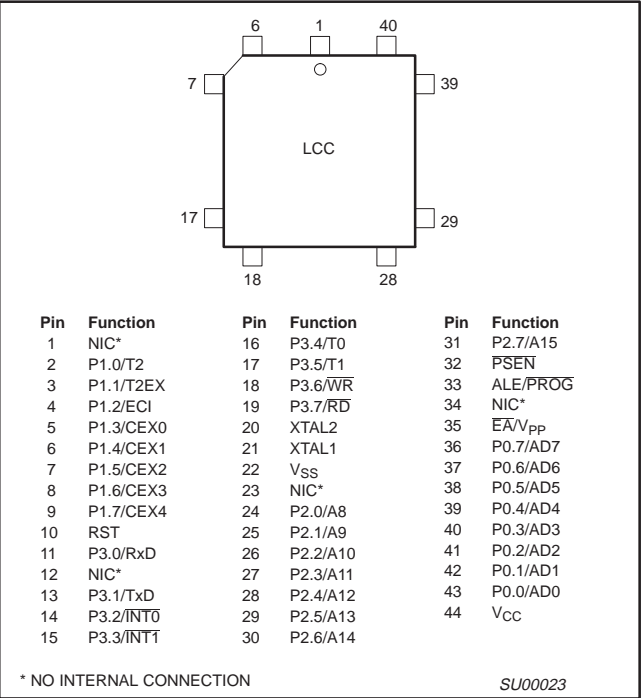 6 1 40
7 39
LCC
17 29
18 28
Pin Function Pin Function Pin Function
1 NIC* 16 P3.4/T0 31 P2.7/A15
2 P1.0/T2 17 P3.5/T1 32 P̅S̅E̅N̅
3 P1.1/T2EX 18 P3.6/W̅R̅ 33 ALE/P̅R̅O̅G̅
4 P1.2/ECI 19 P3.7/R̅D̅ 34 NIC*
5 P1.3/CEX0 20 XTAL2 35 E̅A̅/VPP
6 P1.4/CEX1 21 XTAL1 36 P0.7/AD7
7 P1.5/CEX2 22 VSS 37 P0.6/AD6
8 P1.6/CEX3 23 NIC* 38 P0.5/AD5
9 P1.7/CEX4 24 P2.0/A8 39 P0.4/AD4
10 RST 25 P2.1/A9 40 P0.3/AD3
11 P3.0/RxD 26 P2.2/A10 41 P0.2/AD2
12 NIC* 27 P2.3/A11 42 P0.1/AD1
13 P3.1/TxD 28 P2.4/A12 43 P0.0/AD0
14 P3.2/I̅N̅T̅0̅ 29 P2.5/A13 44 VCC
15 P3.3/I̅N̅T̅1̅ 30 P2.6/A14
* NO INTERNAL CONNECTION SU00023